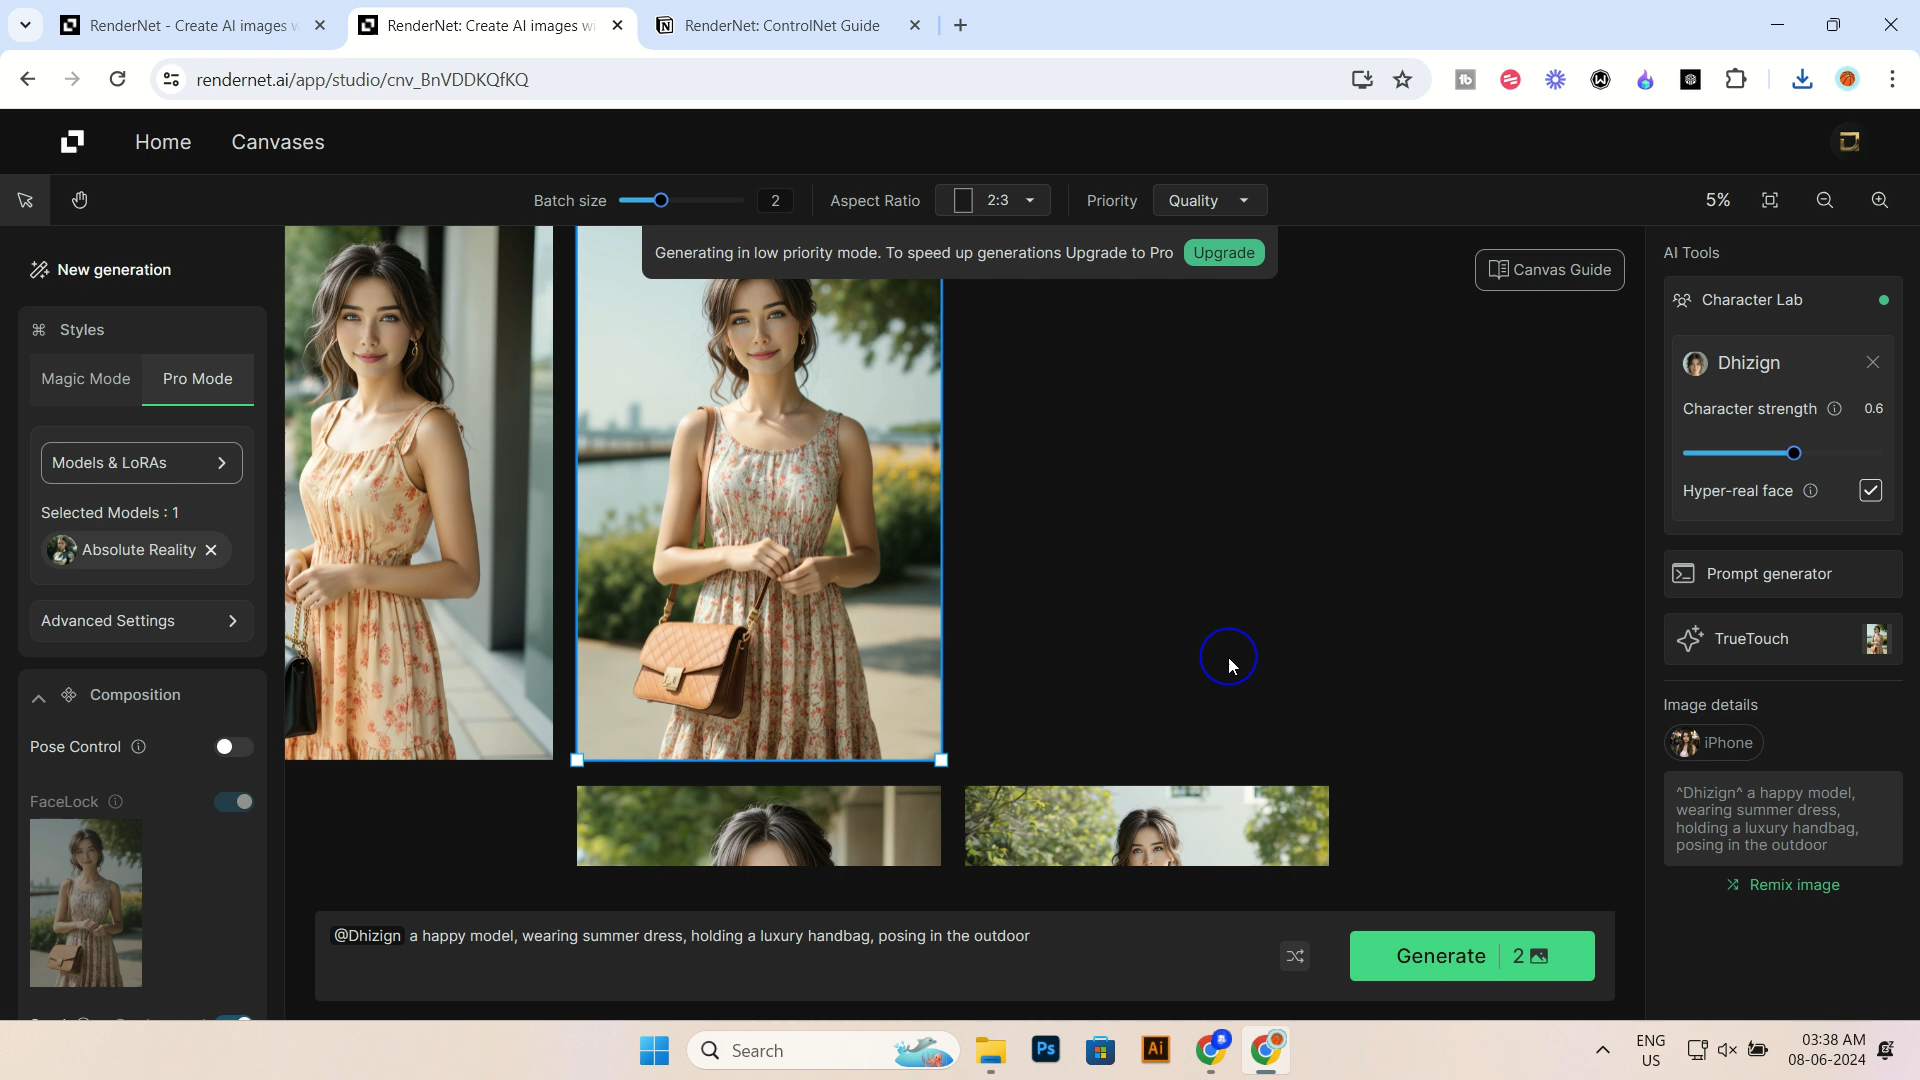 RenderNet - Create AI images w
RenderNet: Create AI images wi
RenderNet: ControlNet Guide
rendernet.ai/app/studio/cnv_BnVDDKQfKQ
Home
Canvases
Batch size
2
Aspect Ratio
2:3
Priority
Quality
5%
New generation
Generating in low priority mode. To speed up generations Upgrade to Pro
Upgrade
Canvas Guide
AI Tools
Styles
Magic Mode
Pro Mode
Models & LoRAs
Selected Models : 1
Absolute Reality
Advanced Settings
Composition
Pose Control
FaceLock
Character Lab
Dhizign
Character strength
0.6
Hyper-real face
Prompt generator
TrueTouch
Image details
iPhone
^Dhizign^ a happy model,
wearing summer dress,
holding a luxury handbag,
posing in the outdoor
Remix image
@Dhizign a happy model, wearing summer dress, holding a luxury handbag, posing in the outdoor
Generate
2
Search
Ps
Ai
ENG
US
03:38 AM
08-06-2024